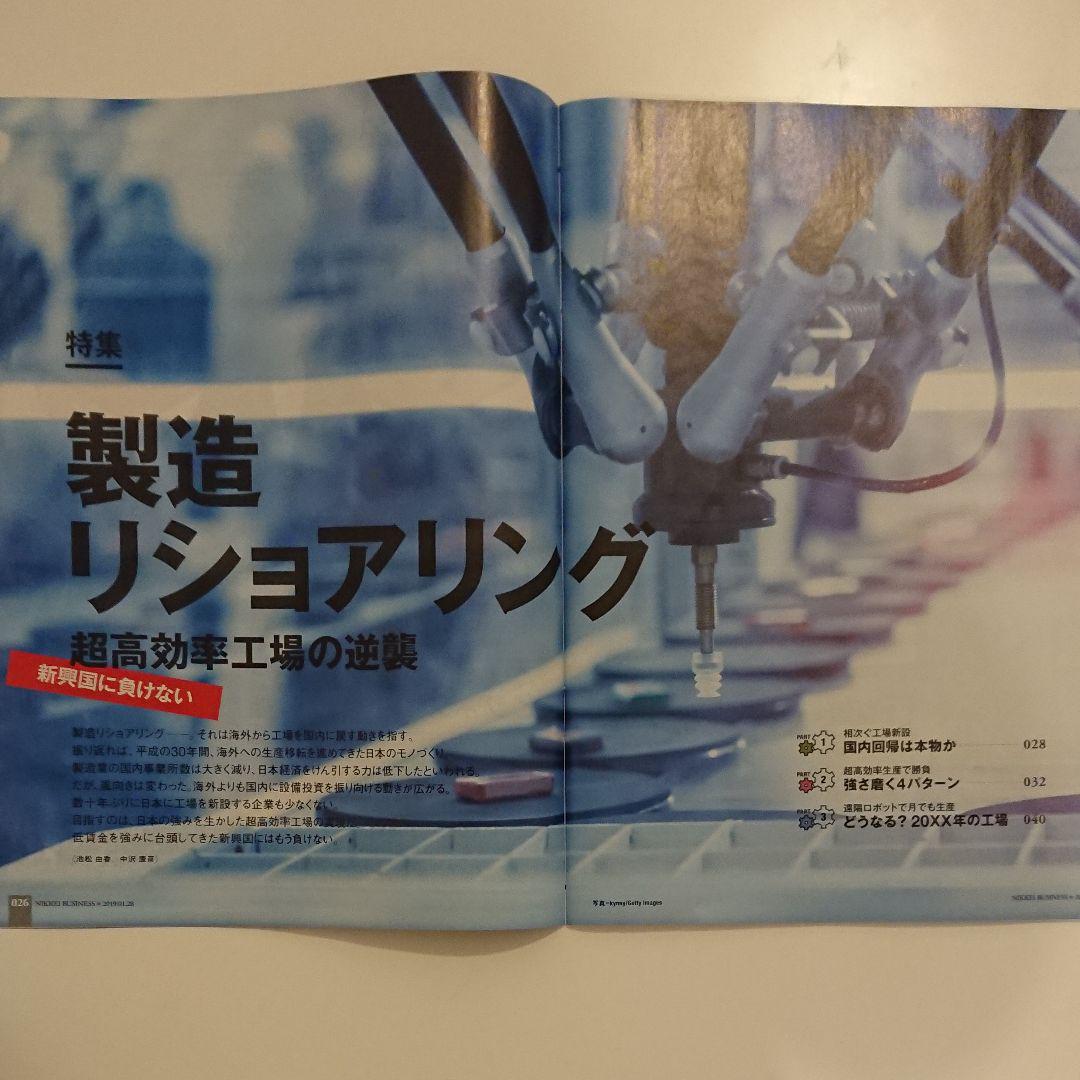 特集
製造
リショアリング
超高効率工場の逆襲
新興国に負けない
製造リショアリング——。それは海外から工場を国内に戻す動きを指す。
振り返れば、平成の30年間、海外への生産移転を進めてきた日本のモノづくり。
製造業の国内事業所数は大きく減り、日本経済をけん引する力は低下したといわれる。
だが、風向きは変わった。海外よりも国内に設備投資を振り向ける動きが広がる。
数十年ぶりに日本に工場を新設する企業も少なくない。
目指すのは、日本の強みを生かした超高効率工場の実現
低賃金を強みに台頭してきた新興国にはもう負けない。
(池松 由香、中沢 康彦)
PART 1 相次ぐ工場新設
国内回帰は本物か 028
PART 2 超高効率生産で勝負
強さ磨く4パターン 032
PART 3 遠隔ロボットで月でも生産
どうなる? 20XX年の工場 040
026 NIKKEI BUSINESS 2019.01.28
写真=kynny/Getty Images
NIKKEI BUSINESS